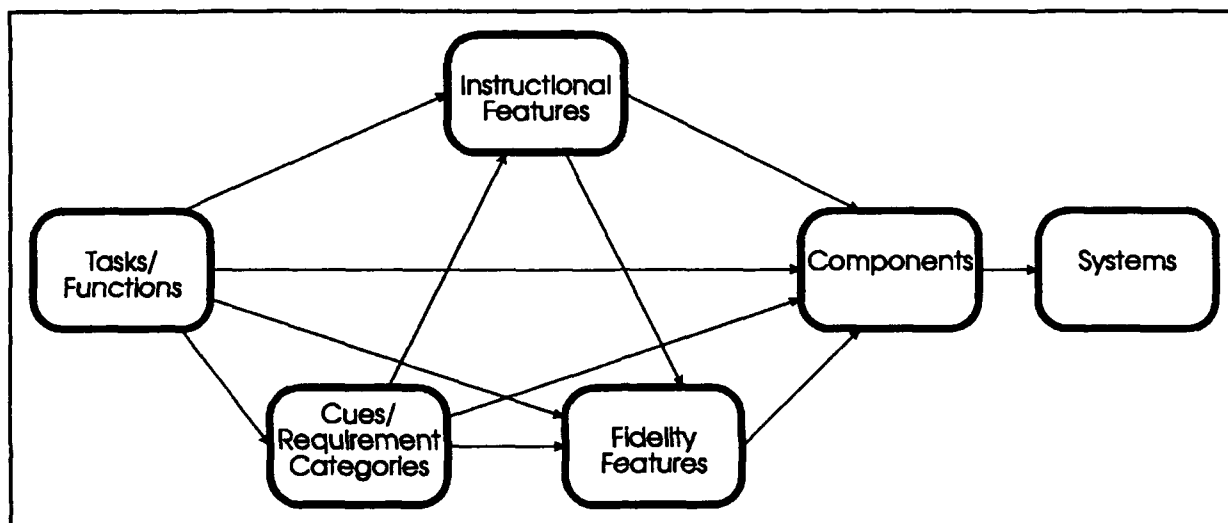 Instructional
Features
Tasks/
Functions
Components
Systems
Cues/
Requirement
Categories
Fidelity
Features